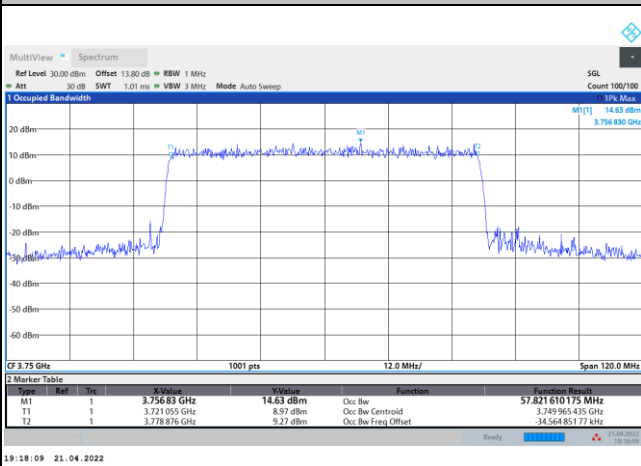 MultiView Spectrum
Ref Level 30.00 dBm Offset 13.80 dB RBW 1 MHz SGL
Att 30 dB SWT 1.01 ms VBW 3 MHz Mode Auto Sweep Count 100/100
1 Occupied Bandwidth 1Pk Max
M1[1] 14.63 dBm
3.756 830 GHz
20 dBm
T1 M1 T2
10 dBm
0 dBm
-10 dBm
-20 dBm
-30 dBm
-40 dBm
-50 dBm
-60 dBm
CF 3.75 GHz 1001 pts 12.0 MHz/ Span 120.0 MHz
2 Marker Table
Type Ref Trc X-Value Y-Value Function Function Result
M1 1 3.756 83 GHz 14.63 dBm Occ Bw 57.821 610 175 MHz
T1 1 3.721 055 GHz 8.97 dBm Occ Bw Centroid 3.749 965 435 GHz
T2 1 3.778 876 GHz 9.27 dBm Occ Bw Freq Offset -34.564 851 77 kHz
Ready 21.04.2022
19:18:09
19:18:09 21.04.2022